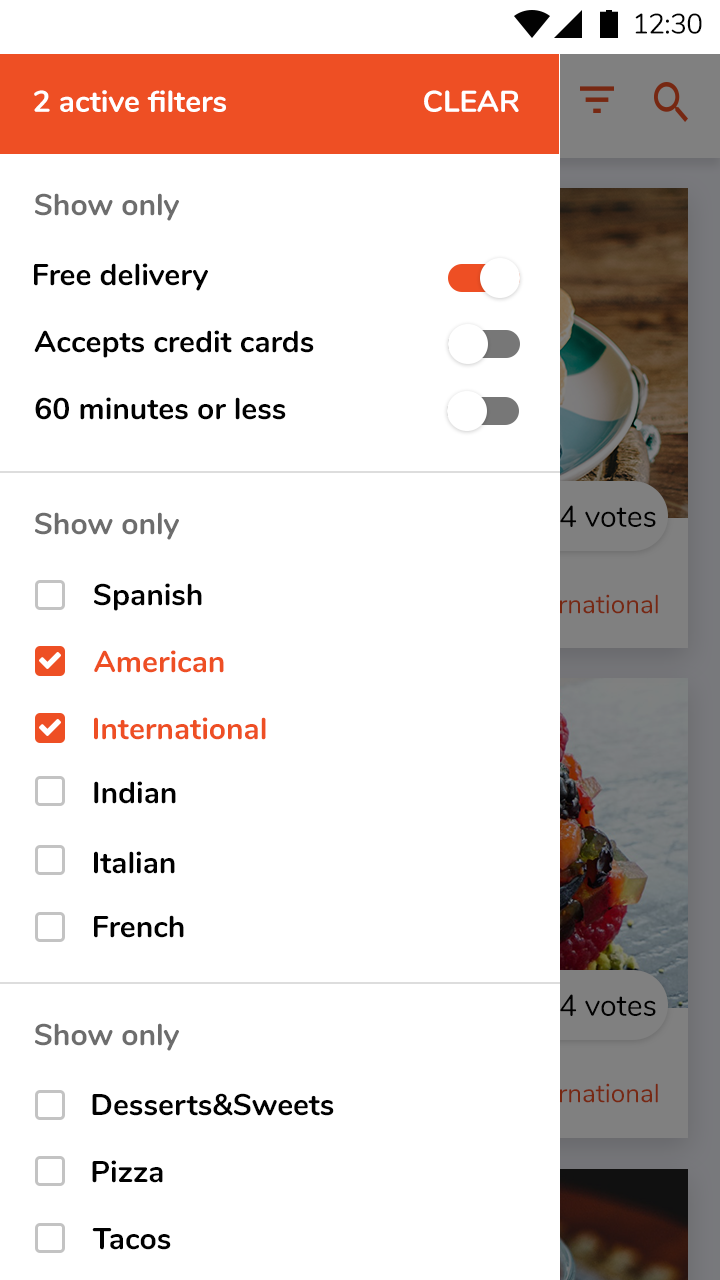 12:30
2 active filters CLEAR
Show only
Free delivery
Accepts credit cards
60 minutes or less
4 votes
Show only
Spanish
rnational
American
International
Indian
Italian
French
4 votes
Show only
rnational
Desserts&Sweets
Pizza
Tacos